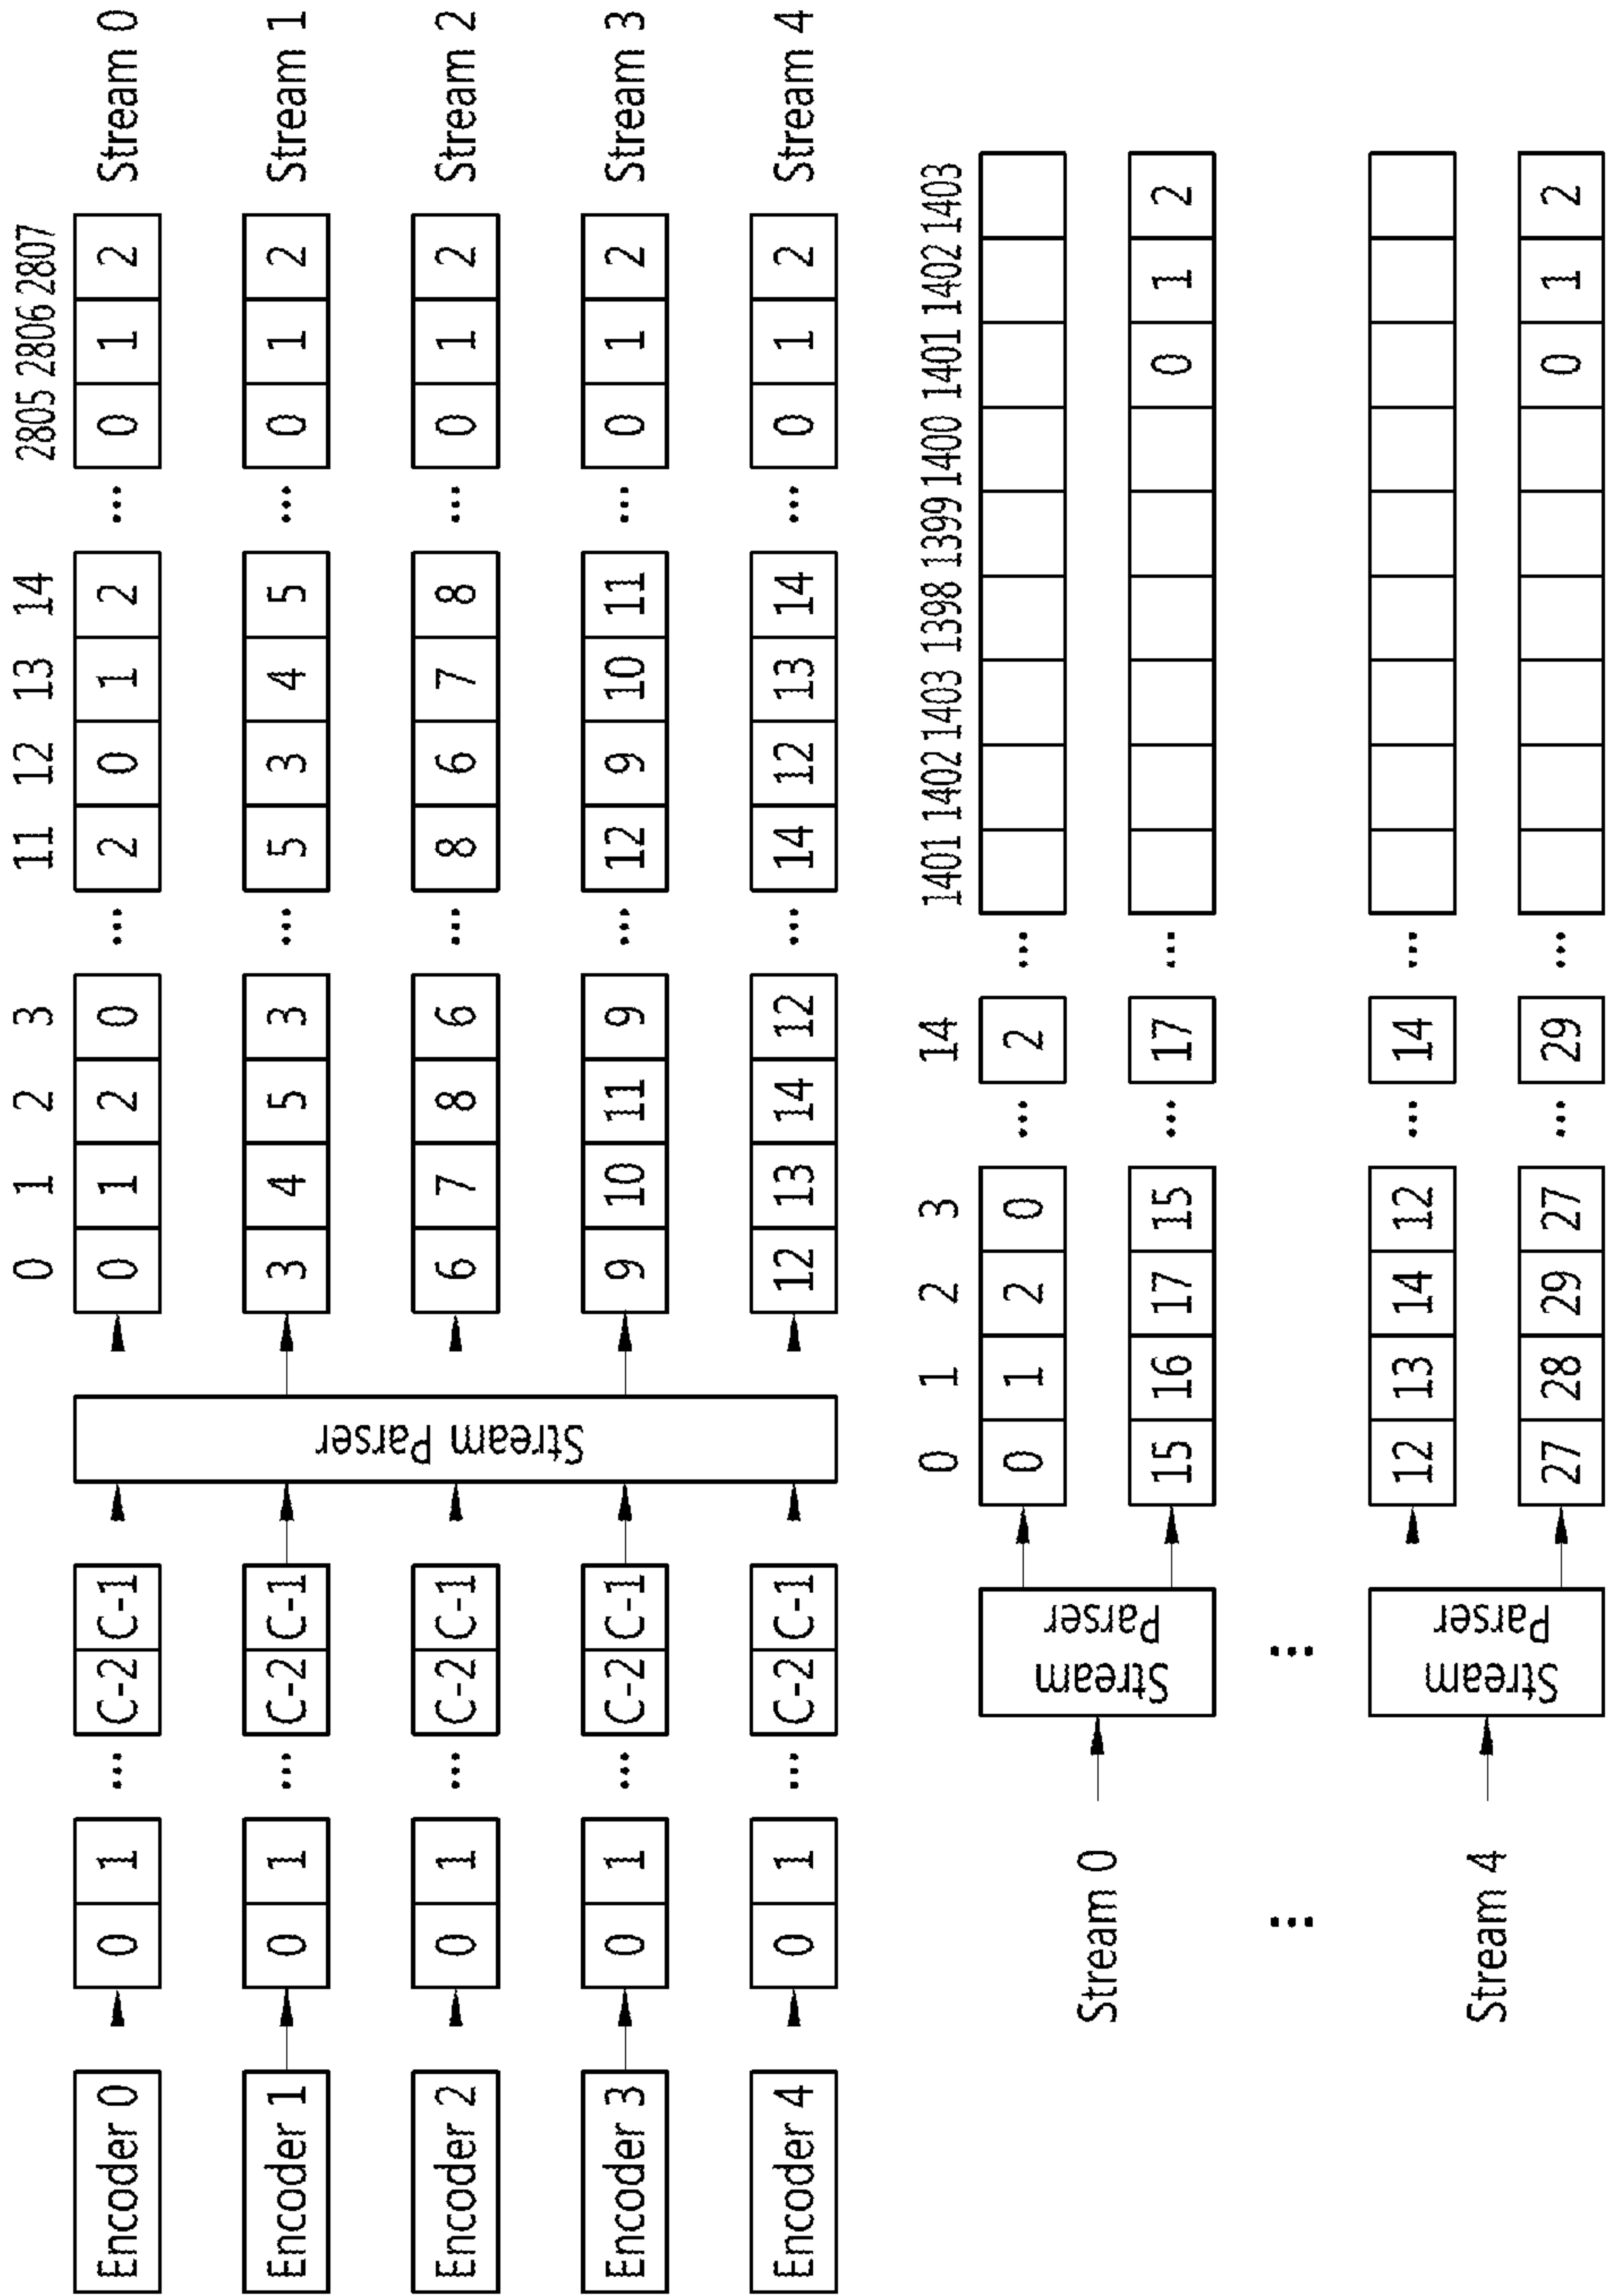 0 1 2 3 11 12 13 14 2805 2806 2807
Encoder 0 0 1 ... C-2 C-1 0 1 2 0 ... 2 0 1 2 ... 0 1 2 Stream 0
Encoder 1 0 1 ... C-2 C-1 3 4 5 3 ... 5 3 4 5 ... 0 1 2 Stream 1
Encoder 2 0 1 ... C-2 C-1 6 7 8 6 ... 8 6 7 8 ... 0 1 2 Stream 2
Encoder 3 0 1 ... C-2 C-1 9 10 11 9 ... 12 9 10 11 ... 0 1 2 Stream 3
Encoder 4 0 1 ... C-2 C-1 12 13 14 12 ... 14 12 13 14 ... 0 1 2 Stream 4
Stream Parser
0 1 2 3 14 1401 1402 1403 1398 1399 1400 1401 1402 1403
0 1 2 0 ... 2 ...
Stream 0
Stream
Parser
15 16 17 15 ... 17 ... 0 1 2
... ...
12 13 14 12 ... 14 ...
Stream 4
Stream
Parser
27 28 29 27 ... 29 ... 0 1 2